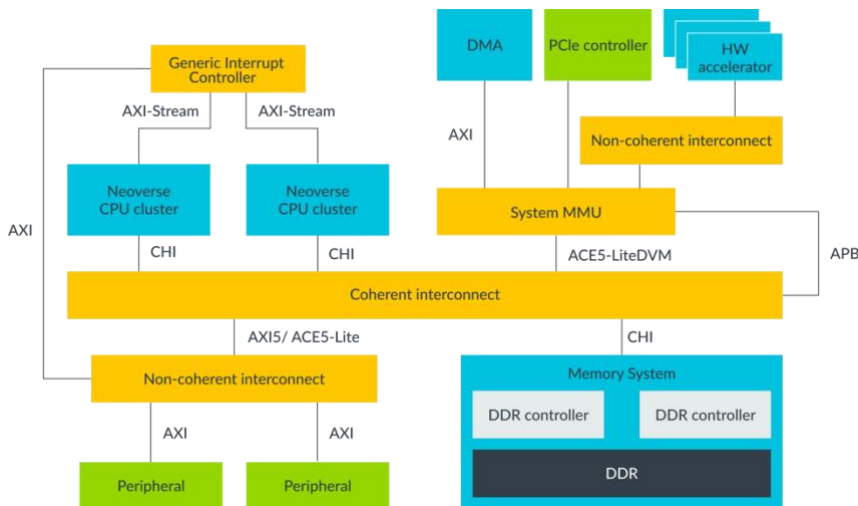 DMA
PCIe controller
HW
accelerator
Generic Interrupt
Controller
AXI-Stream
AXI-Stream
AXI
Non-coherent interconnect
Neoverse
CPU cluster
Neoverse
CPU cluster
System MMU
AXI
CHI
CHI
ACE5-LiteDVM
APB
Coherent interconnect
AXI5/ ACE5-Lite
CHI
Non-coherent interconnect
Memory System
DDR controller
DDR controller
AXI
AXI
DDR
Peripheral
Peripheral